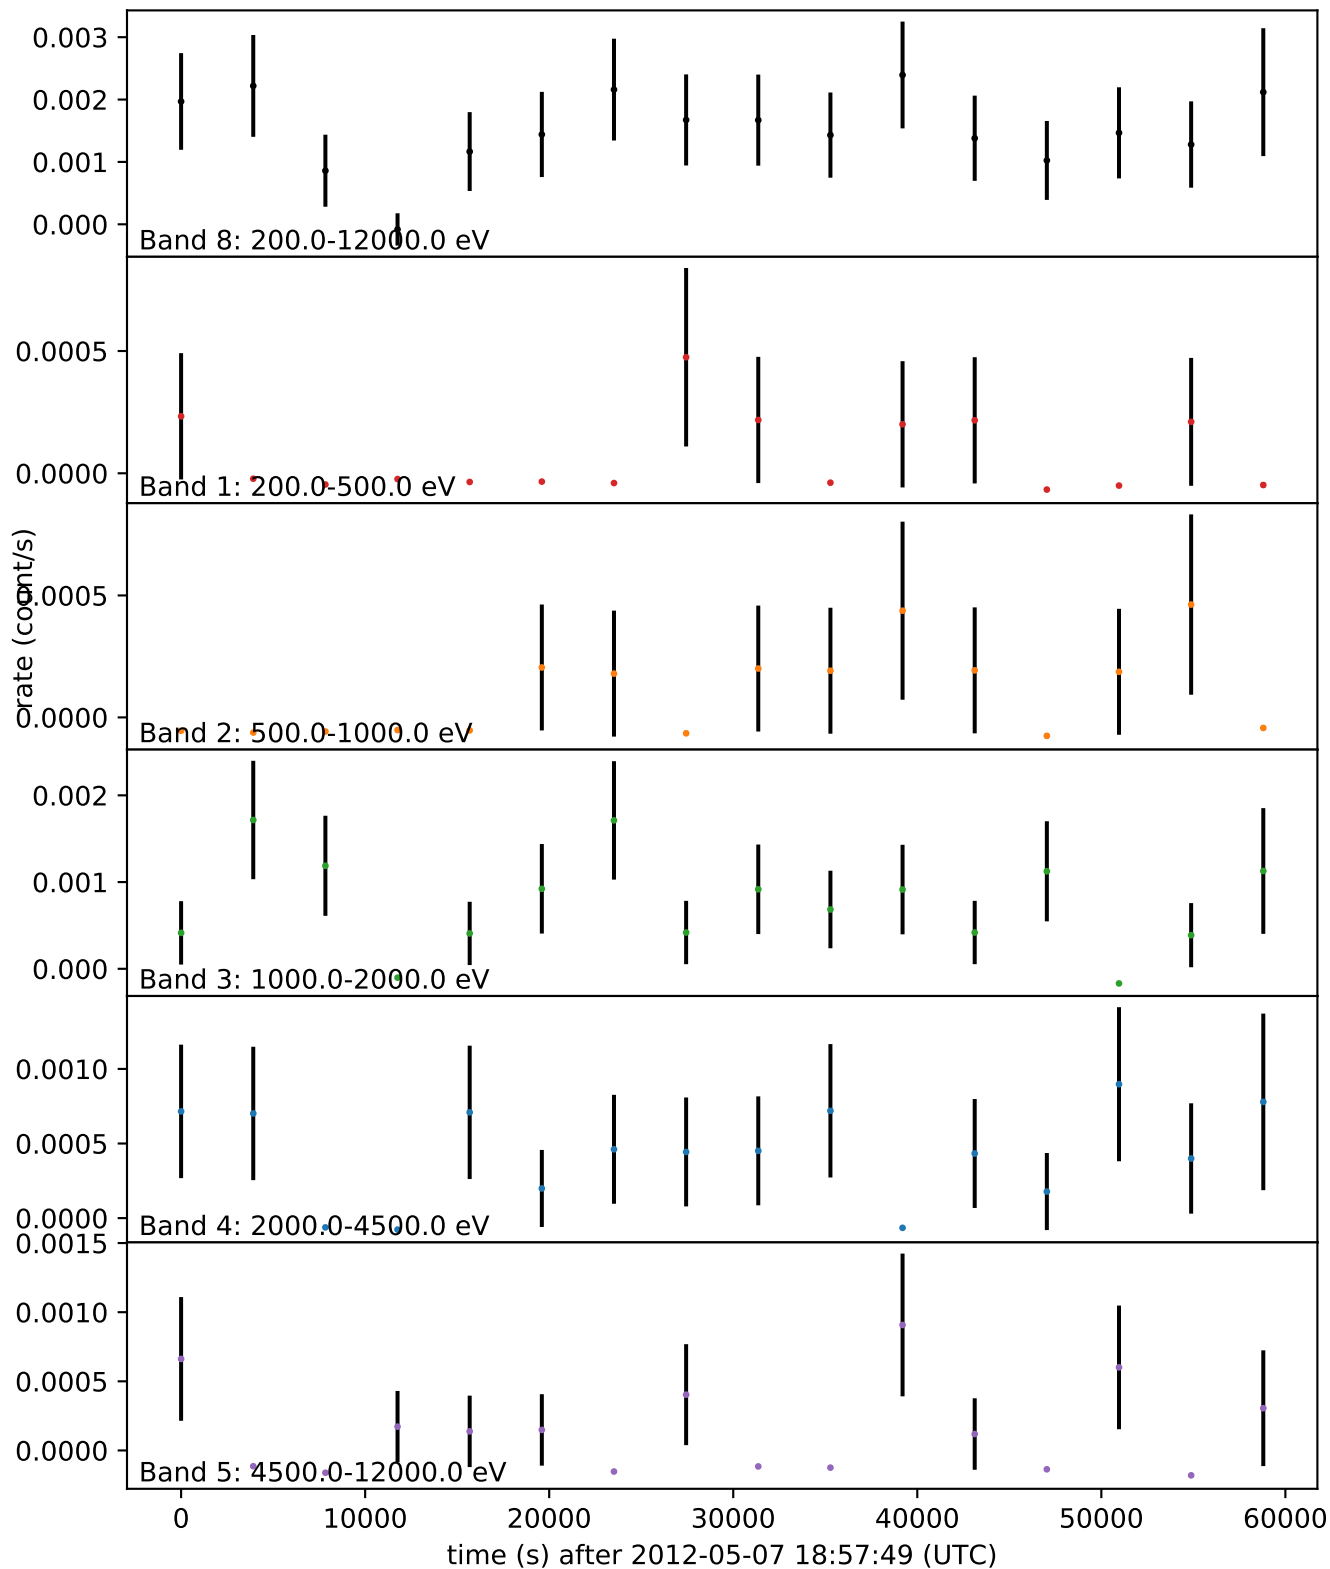 0.003
0.002
0.001
0.000
Band 8: 200.0-12000.0 eV
0.0005
0.0000
Band 1: 200.0-500.0 eV
rate (count/s)
0.0005
0.0000
Band 2: 500.0-1000.0 eV
0.002
0.001
0.000
Band 3: 1000.0-2000.0 eV
0.0010
0.0005
0.0000
Band 4: 2000.0-4500.0 eV
0.0015
0.0010
0.0005
0.0000
Band 5: 4500.0-12000.0 eV
0 10000 20000 30000 40000 50000 60000
time (s) after 2012-05-07 18:57:49 (UTC)